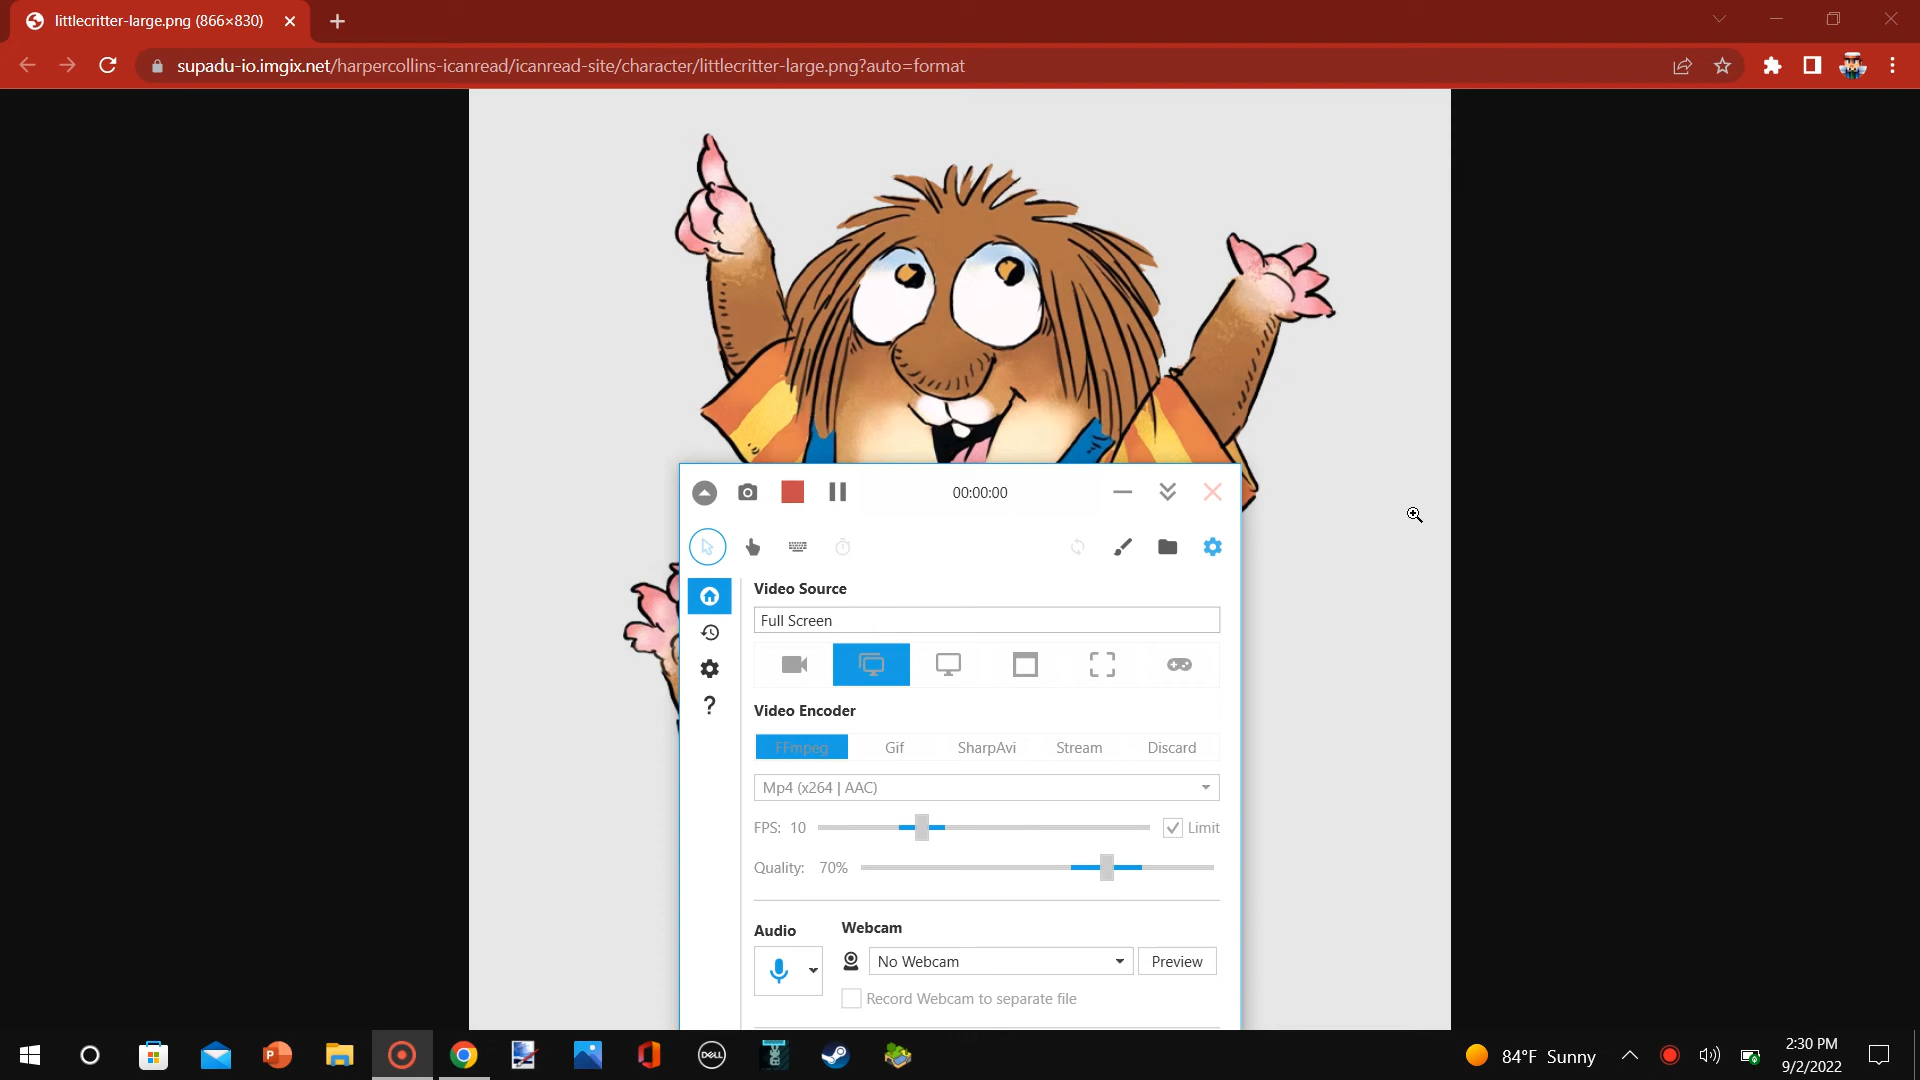 littlecritter-large.png (866×830)
supadu-io.imgix.net/harpercollins-icanread/icanread-site/character/littlecritter-large.png?auto=format
00:00:00
Video Source
Full Screen
Video Encoder
FFmpeg Gif SharpAvi Stream Discard
Mp4 (x264 | AAC)
FPS: 10 Limit
Quality: 70%
Audio Webcam
No Webcam Preview
Record Webcam to separate file
DELL
84°F Sunny
2:30 PM
9/2/2022